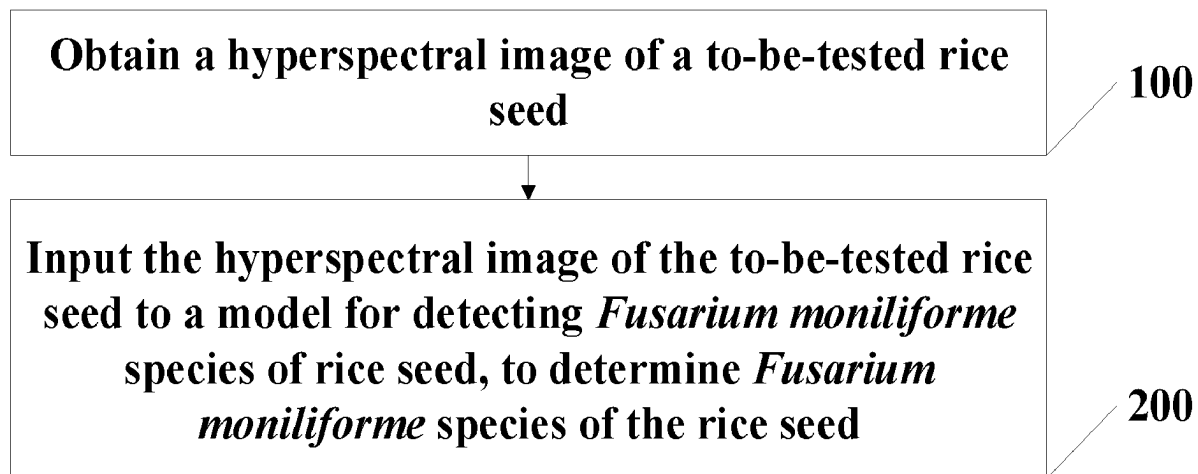 Obtain a hyperspectral image of a to-be-tested rice
seed
100
Input the hyperspectral image of the to-be-tested rice
seed to a model for detecting Fusarium moniliforme
species of rice seed, to determine Fusarium
moniliforme species of the rice seed
200